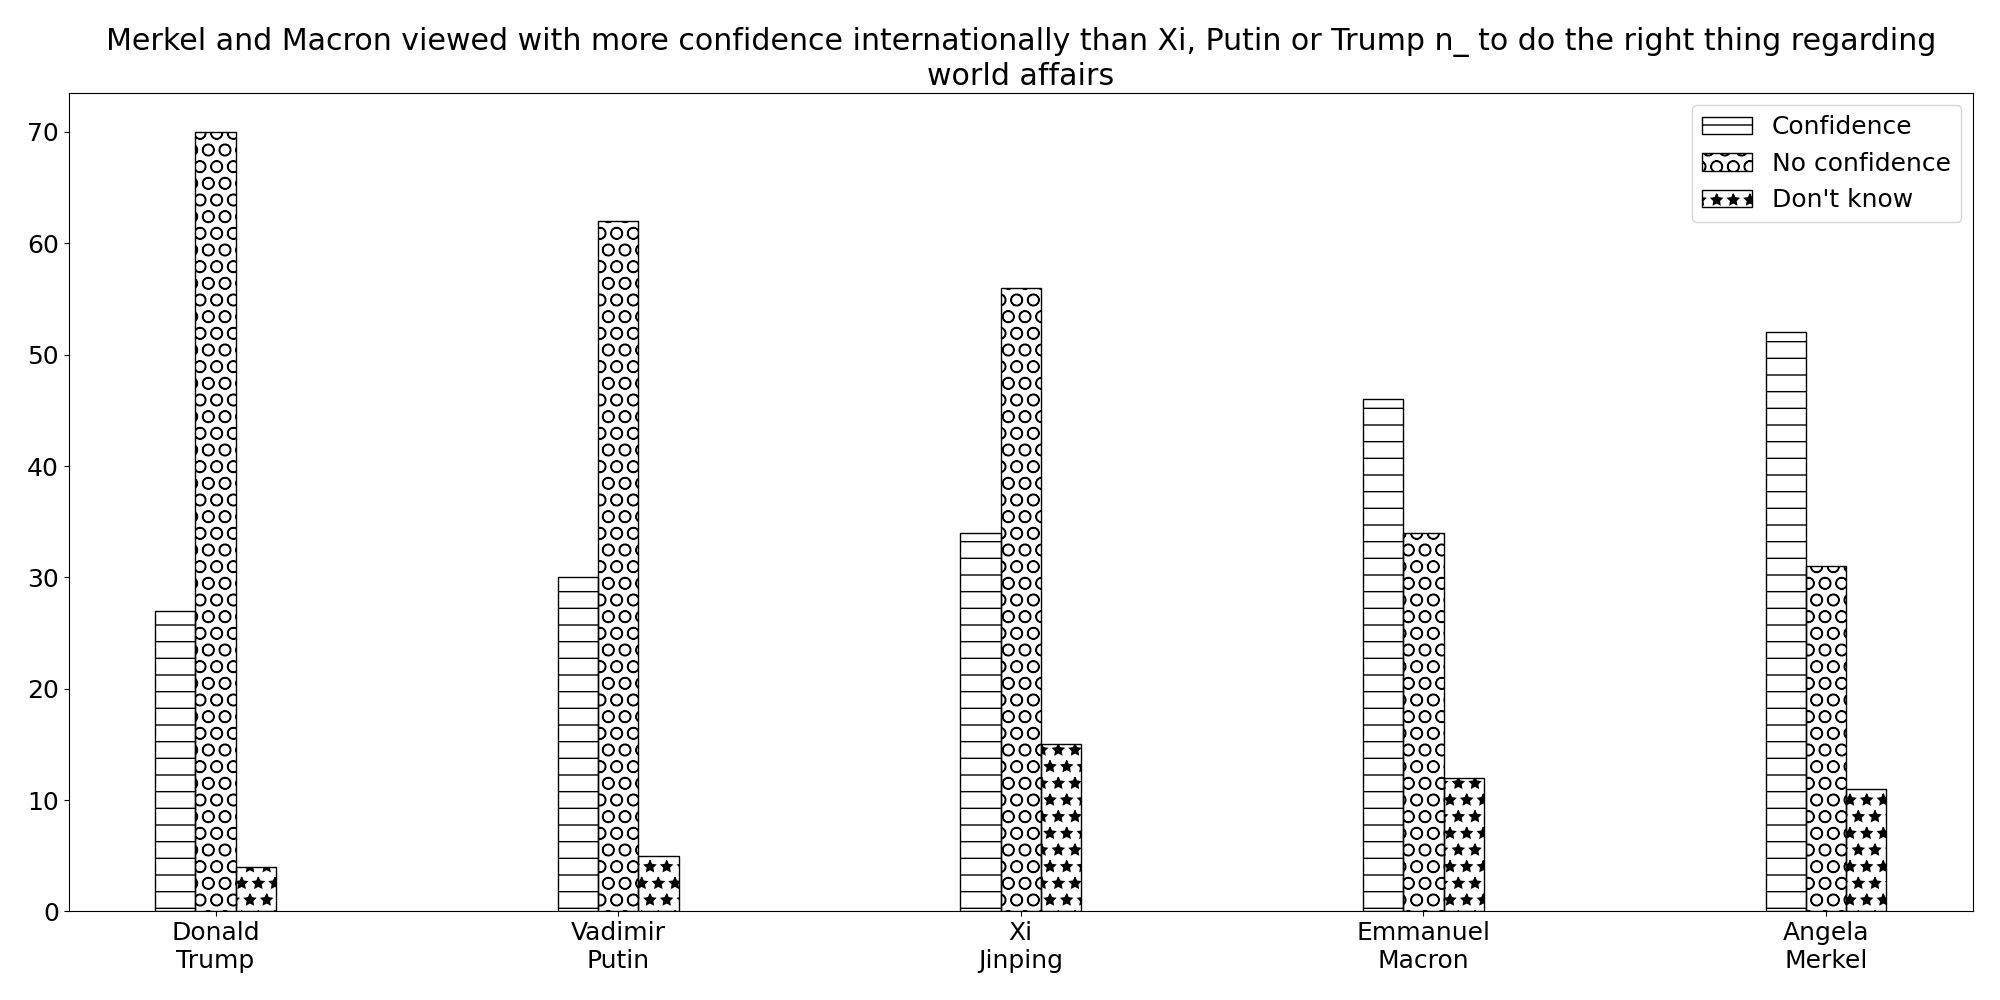 Merkel and Macron viewed with more confidence internationally than Xi, Putin or Trump n_ to do the right thing regarding
world affairs
Confidence
No confidence
Don't know
70
60
50
40
30
20
10
0
Donald
Trump
Vadimir
Putin
Xi
Jinping
Emmanuel
Macron
Angela
Merkel